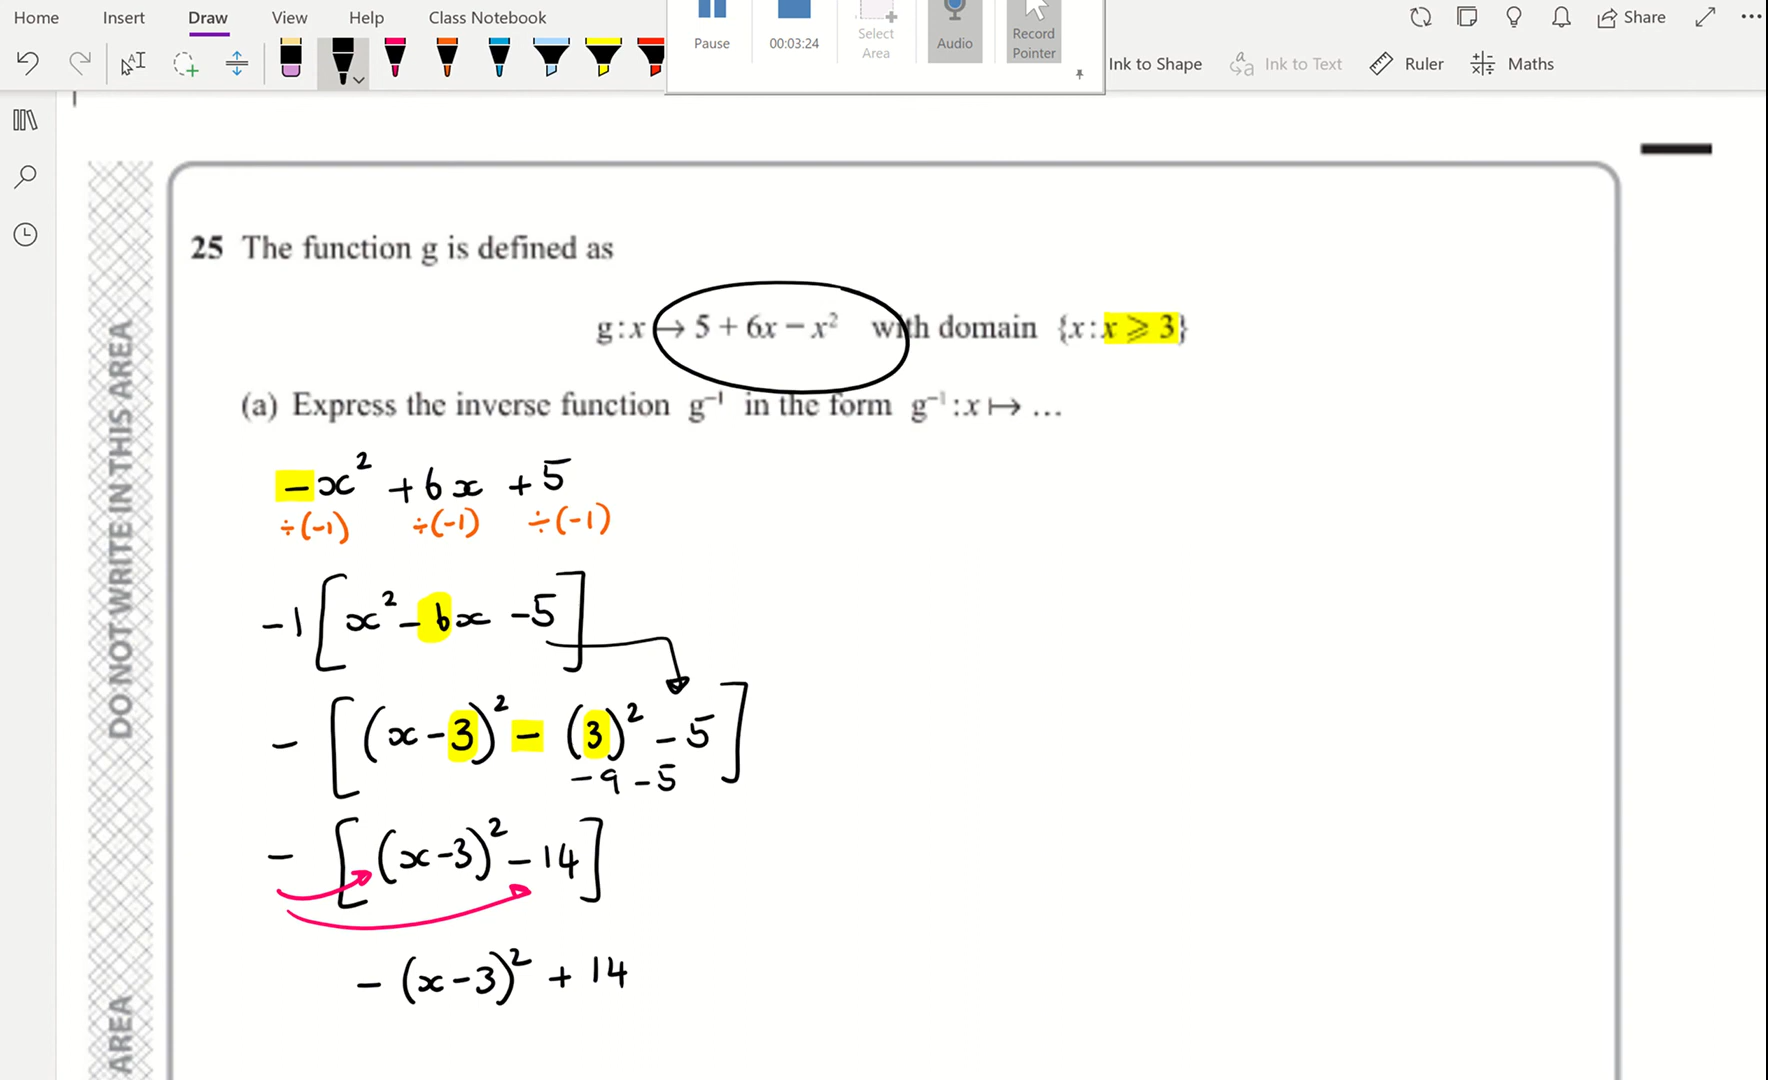 Home Insert Draw View Help Class Notebook
Pause 00:03:24 Select Area Audio Record Pointer
Share
Ink to Shape Ink to Text Ruler Maths
DO NOT WRITE IN THIS AREA
AREA
25 The function g is defined as
g : x → 5 + 6x − x² with domain {x : x ⩾ 3}
(a) Express the inverse function g⁻¹ in the form g⁻¹ : x ↦ ...
−x² + 6x + 5
÷(−1) ÷(−1) ÷(−1)
−1[x² − 6x − 5]
−[(x − 3)² − (3)² − 5]
−9 − 5
−[(x−3)² − 14]
−(x−3)² + 14